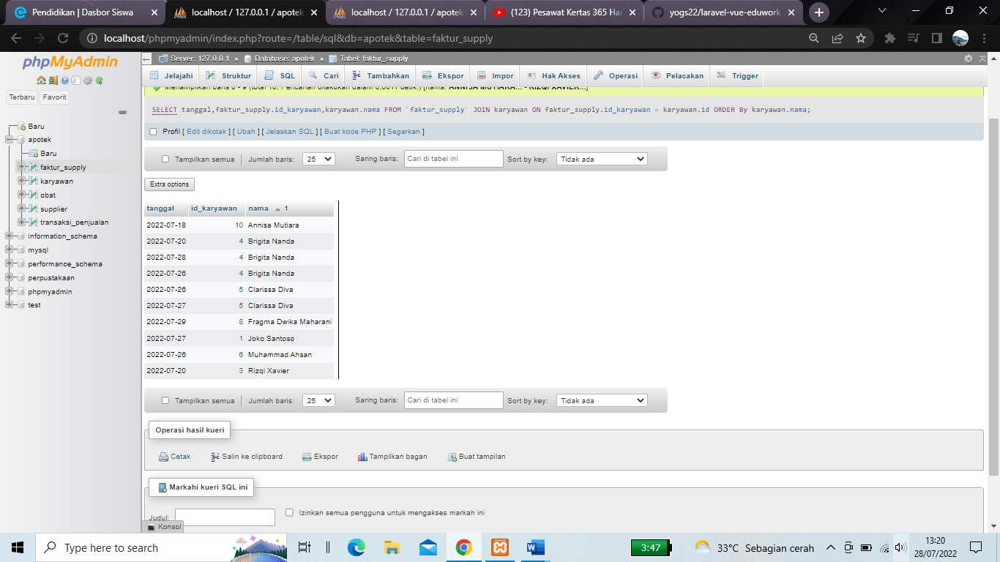 Pendidikan | Dasbor Siswa
localhost / 127.0.0.1 / apotek
localhost / 127.0.0.1 / apotek
(123) Pesawat Kertas 365 Har
yogs22/laravel-vue-eduwork
localhost/phpmyadmin/index.php?route=/table/sql&db=apotek&table=faktur_supply
phpMyAdmin
Terbaru Favorit
Baru
apotek
Baru
faktur_supply
karyawan
obat
supplier
transaksi_penjualan
information_schema
mysql
performance_schema
perpustakaan
phpmyadmin
test
Server: 127.0.0.1 » Database: apotek » Tabel: faktur_supply
Jelajahi Struktur SQL Cari Tambahkan Ekspor Impor Hak Akses Operasi Pelacakan Trigger
Menampilkan baris 0 - 9 (total 10, Pencarian dilakukan dalam 0,0011 detik.) [nama: ANNISA MUTIARA... - RIZQI XAVIER...]
SELECT tanggal,faktur_supply.id_karyawan,karyawan.nama FROM `faktur_supply` JOIN karyawan ON faktur_supply.id_karyawan = karyawan.id ORDER By karyawan.nama;
Profil [ Edit dikotak ] [ Ubah ] [ Jelaskan SQL ] [ Buat kode PHP ] [ Segarkan ]
Tampilkan semua | Jumlah baris: 25 Saring baris: Cari di tabel ini Sort by key: Tidak ada
Extra options
tanggal id_karyawan nama 1
2022-07-18 10 Annisa Mutiara
2022-07-20 4 Brigita Nanda
2022-07-28 4 Brigita Nanda
2022-07-26 4 Brigita Nanda
2022-07-26 5 Clarissa Diva
2022-07-27 5 Clarissa Diva
2022-07-29 8 Fragma Dwika Maharani
2022-07-27 1 Joko Santoso
2022-07-26 6 Muhammad Ahsan
2022-07-20 3 Rizqi Xavier
Tampilkan semua | Jumlah baris: 25 Saring baris: Cari di tabel ini Sort by key: Tidak ada
Operasi hasil kueri
Cetak Salin ke clipboard Ekspor Tampilkan bagan Buat tampilan
Markahi kueri SQL ini
Judul: Izinkan semua pengguna untuk mengakses markah ini
Konsol
Type here to search
3:47
33°C Sebagian cerah
13:20
28/07/2022